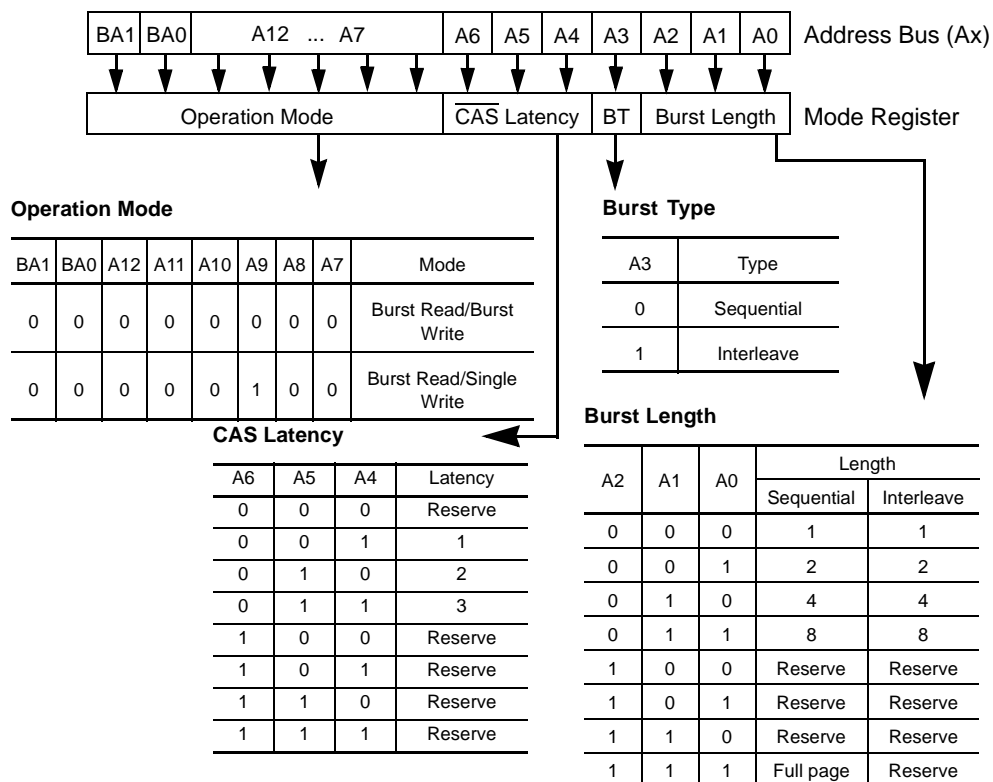 BA1 BA0 A12 ... A7 A6 A5 A4 A3 A2 A1 A0 Address Bus (Ax)
Operation Mode CAS Latency BT Burst Length Mode Register
Operation Mode
BA1 BA0 A12 A11 A10 A9 A8 A7 Mode
0 0 0 0 0 0 0 0 Burst Read/Burst
Write
0 0 0 0 0 1 0 0 Burst Read/Single
Write
Burst Type
A3 Type
0 Sequential
1 Interleave
CAS Latency
A6 A5 A4 Latency
0 0 0 Reserve
0 0 1 1
0 1 0 2
0 1 1 3
1 0 0 Reserve
1 0 1 Reserve
1 1 0 Reserve
1 1 1 Reserve
Burst Length
A2 A1 A0 Length
Sequential Interleave
0 0 0 1 1
0 0 1 2 2
0 1 0 4 4
0 1 1 8 8
1 0 0 Reserve Reserve
1 0 1 Reserve Reserve
1 1 0 Reserve Reserve
1 1 1 Full page Reserve